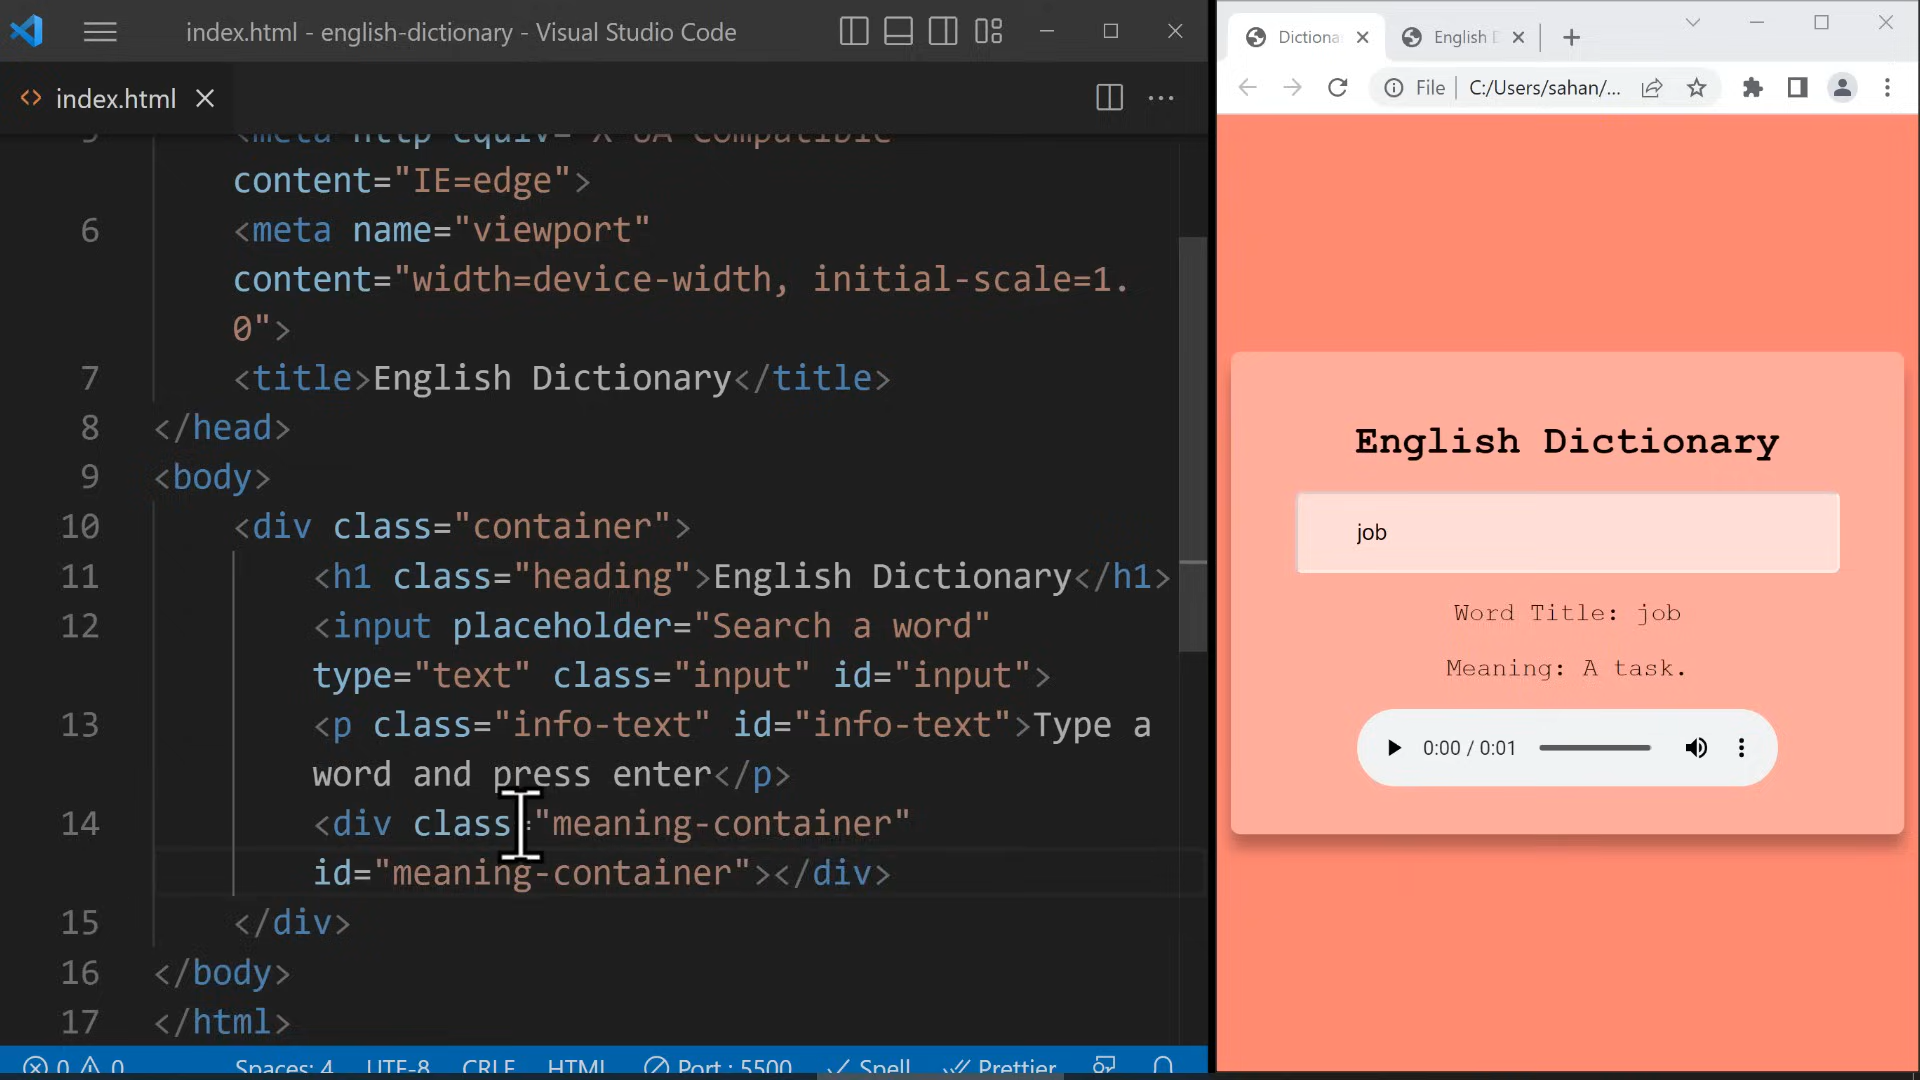 index.html - english-dictionary - Visual Studio Code
index.html
content="IE=edge">
6 <meta name="viewport"
content="width=device-width, initial-scale=1.
0">
7 <title>English Dictionary</title>
8 </head>
9 <body>
10 <div class="container">
11 <h1 class="heading">English Dictionary</h1>
12 <input placeholder="Search a word"
type="text" class="input" id="input">
13 <p class="info-text" id="info-text">Type a
word and press enter</p>
14 <div class="meaning-container"
id="meaning-container"></div>
15 </div>
16 </body>
17 </html>
0 0 Spaces: 4 UTF-8 CRLF HTML Port : 5500 Spell Prettier
Dictiona English D
File C:/Users/sahan/...
English Dictionary
job
Word Title: job
Meaning: A task.
0:00 / 0:01